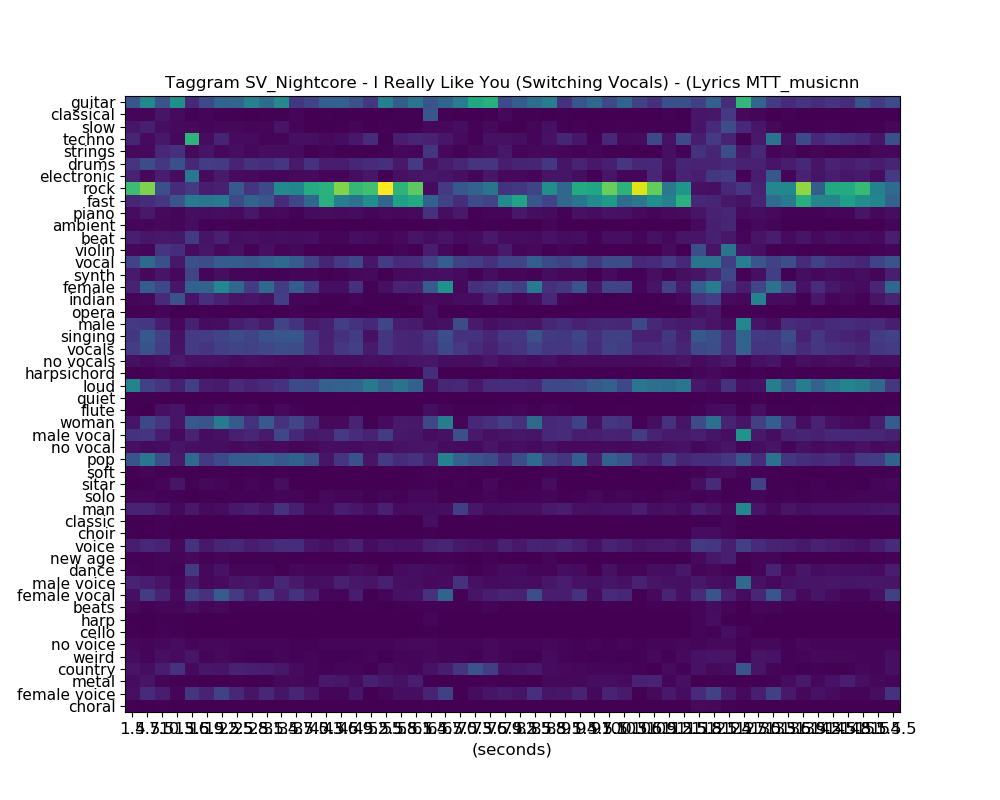 Taggram SV_Nightcore - I Really Like You (Switching Vocals) - (Lyrics MTT_musicnn
guitar
classical
slow
techno
strings
drums
electronic
rock
fast
piano
ambient
beat
violin
vocal
synth
female
indian
opera
male
singing
vocals
no vocals
harpsichord
loud
quiet
flute
woman
male vocal
no vocal
pop
soft
sitar
solo
man
classic
choir
voice
new age
dance
male voice
female vocal
beats
harp
cello
no voice
weird
country
metal
female voice
choral
(seconds)